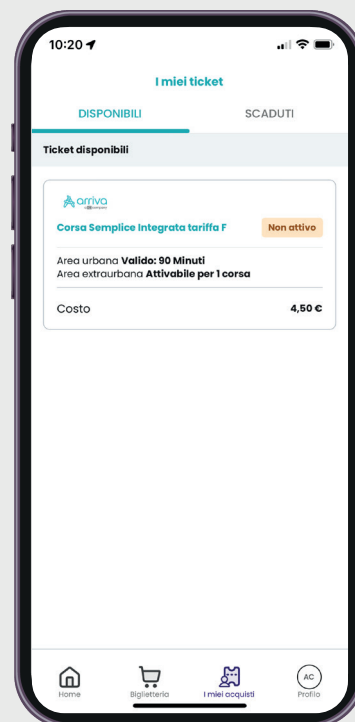 10:20
I miei ticket
DISPONIBILI SCADUTI
Ticket disponibili
arriva
Corsa Semplice Integrata tariffa F Non attivo
Area urbana Valido: 90 Minuti
Area extraurbana Attivabile per 1 corsa
Costo 4,50 €
AC
Home Biglietteria I miei acquisti Profilo